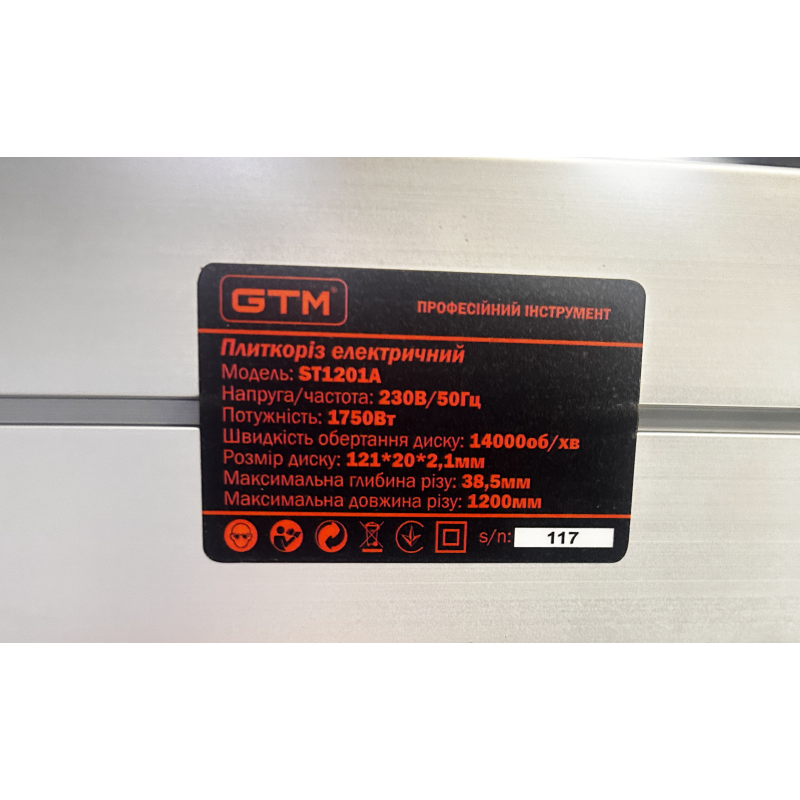 GTM®
ПРОФЕСІЙНИЙ ІНСТРУМЕНТ
Плиткоріз електричний
Модель: ST1201A
Напруга/частота: 230В/50Гц
Потужність: 1750Вт
Швидкість обертання диску: 14000об/хв
Розмір диску: 121*20*2,1мм
Максимальна глибина різу: 38,5мм
Максимальна довжина різу: 1200мм
s/n: 117